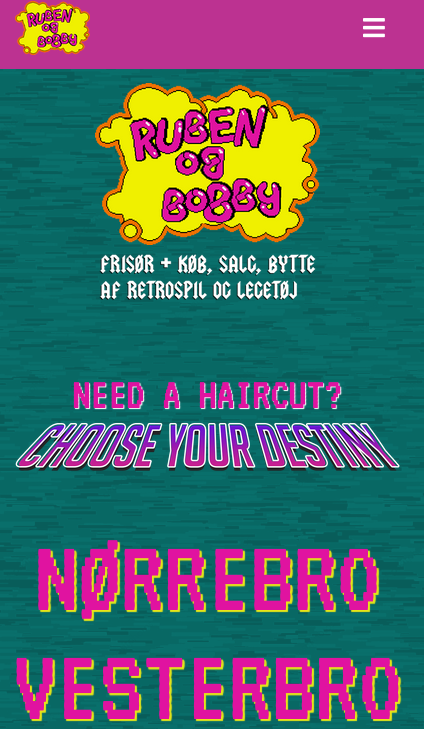 RUBEN
og
BOBBY
RUBEN
og
BOBBY
FRISØR + KØB, SALG, BYTTE
AF RETROSPIL OG LEGETØJ
NEED A HAIRCUT?
CHOOSE YOUR DESTINY
NØRREBRO
VESTERBRO